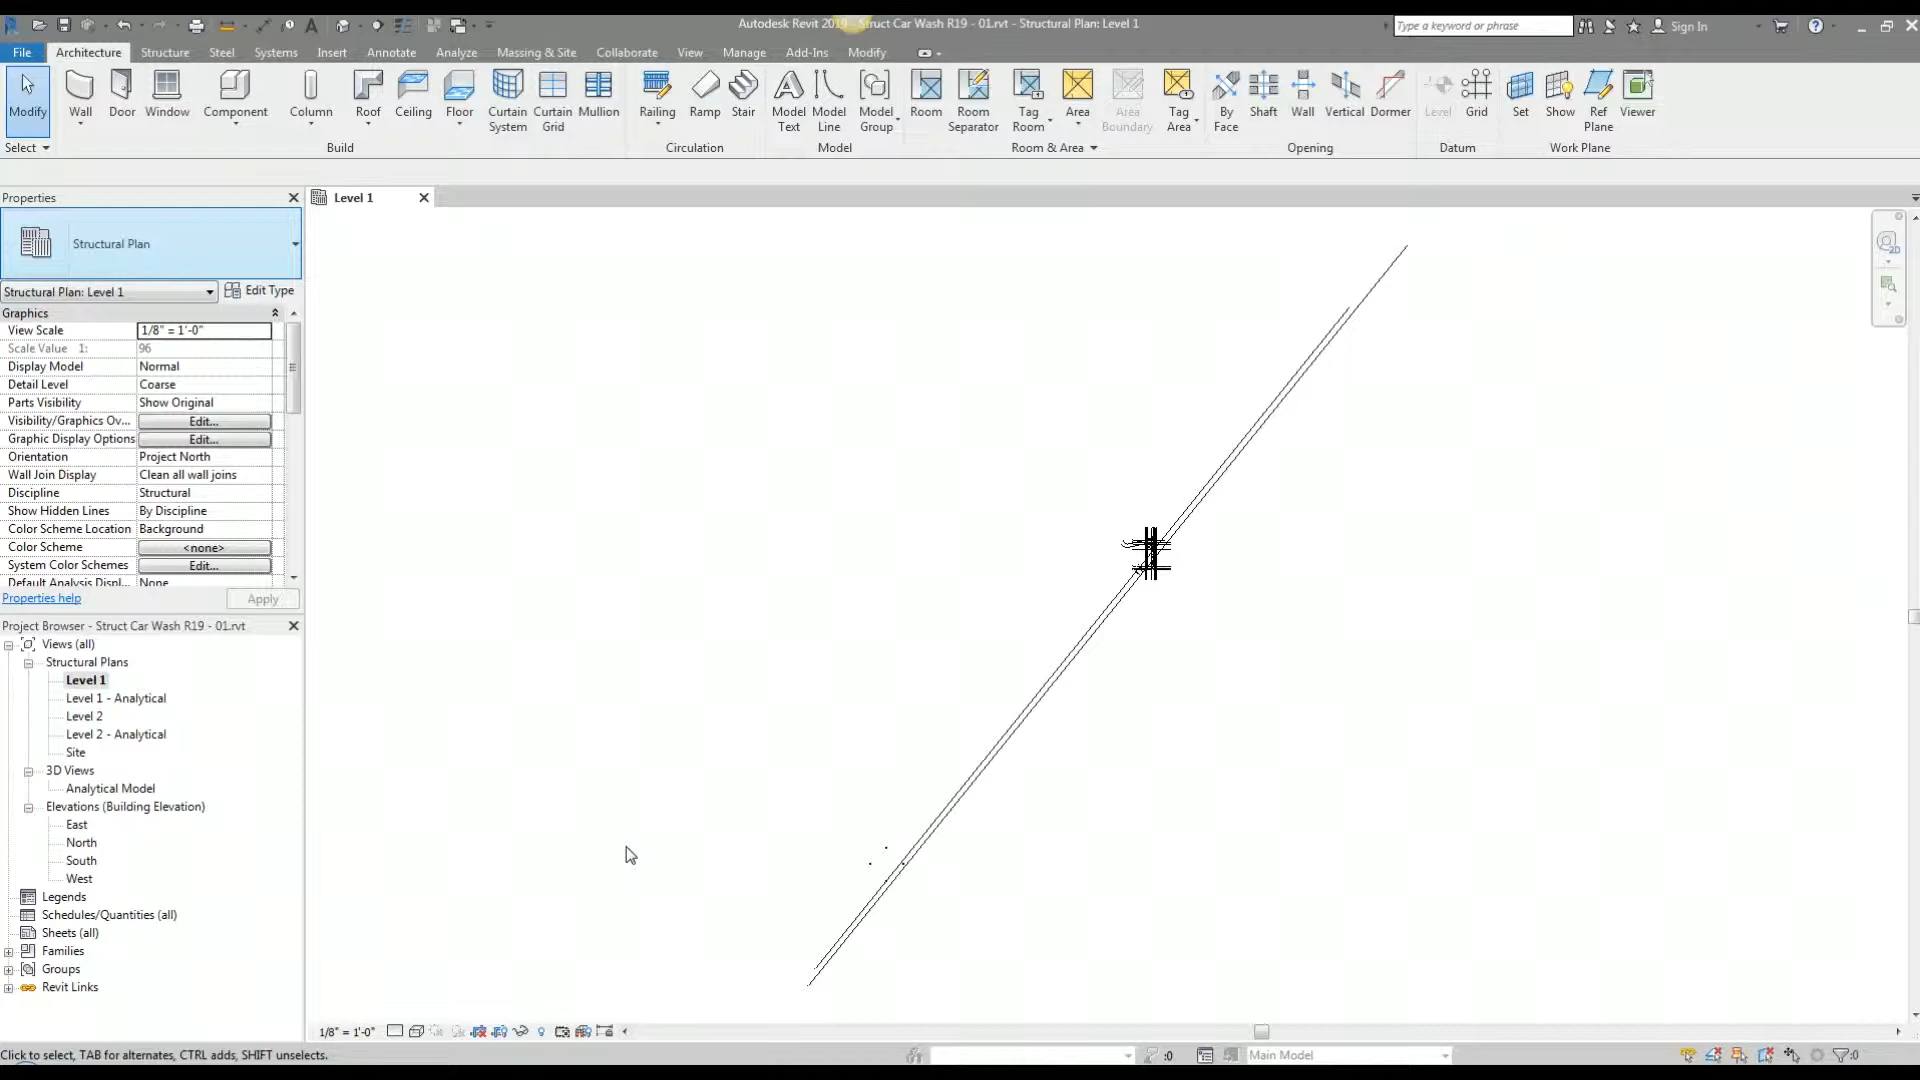 Autodesk Revit 2019 - Struct Car Wash R19 - 01.rvt - Structural Plan: Level 1
Type a keyword or phrase
Sign In
File Architecture Structure Steel Systems Insert Annotate Analyze Massing & Site Collaborate View Manage Add-Ins Modify
Modify Wall Door Window Component Column Roof Ceiling Floor Curtain System Curtain Grid Mullion Railing Ramp Stair Model Text Model Line Model Group Room Room Separator Tag Room Area Area Boundary Tag Area By Face Shaft Wall Vertical Dormer Level Grid Set Show Ref Plane Viewer
Select Build Circulation Model Room & Area Opening Datum Work Plane
Properties
Level 1
Structural Plan
Structural Plan: Level 1
Edit Type
Graphics
View Scale 1/8" = 1'-0"
Scale Value 1: 96
Display Model Normal
Detail Level Coarse
Parts Visibility Show Original
Visibility/Graphics Ov... Edit...
Graphic Display Options Edit...
Orientation Project North
Wall Join Display Clean all wall joins
Discipline Structural
Show Hidden Lines By Discipline
Color Scheme Location Background
Color Scheme <none>
System Color Schemes Edit...
Default Analysis Displ... None
Properties help
Apply
Project Browser - Struct Car Wash R19 - 01.rvt
Views (all)
Structural Plans
Level 1
Level 1 - Analytical
Level 2
Level 2 - Analytical
Site
3D Views
Analytical Model
Elevations (Building Elevation)
East
North
South
West
Legends
Schedules/Quantities (all)
Sheets (all)
Families
Groups
Revit Links
1/8" = 1'-0"
Click to select, TAB for alternates, CTRL adds, SHIFT unselects.
:0
Main Model
:0